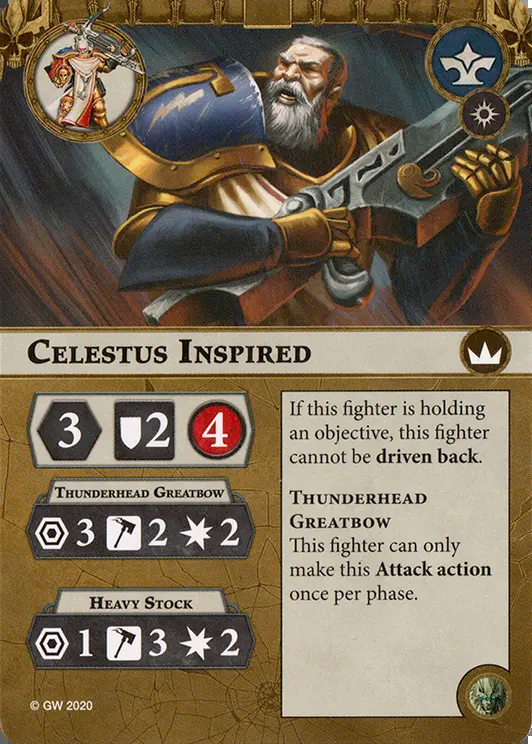 Celestus Inspired
3 2 4
Thunderhead Greatbow
3 2 2
Heavy Stock
1 3 2
If this fighter is holding
an objective, this fighter
cannot be driven back.
Thunderhead
Greatbow
This fighter can only
make this Attack action
once per phase.
© GW 2020